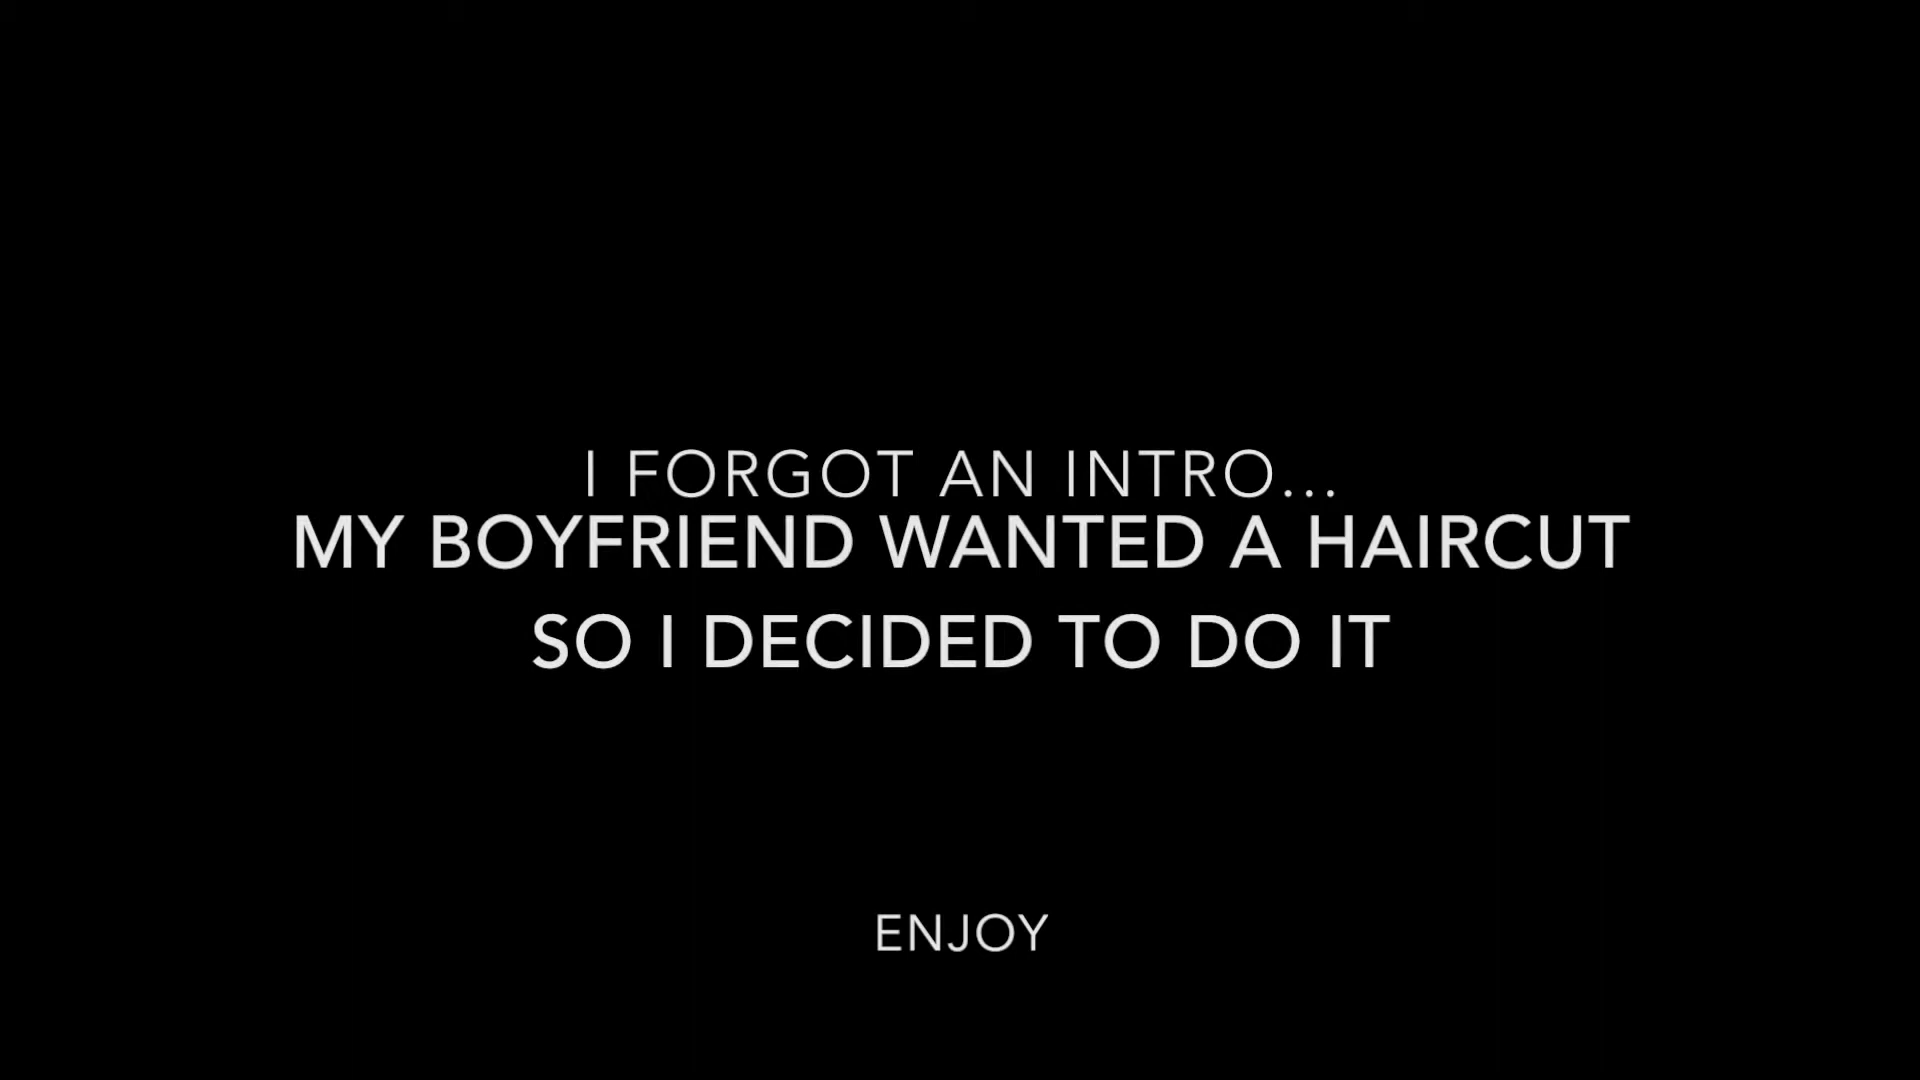 I FORGOT AN INTRO...
MY BOYFRIEND WANTED A HAIRCUT
SO I DECIDED TO DO IT
ENJOY